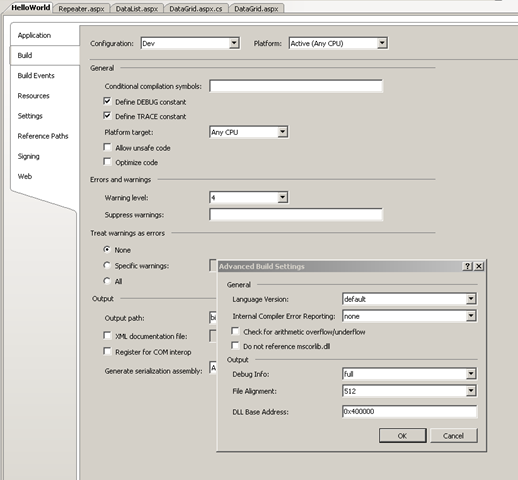 HelloWorld Repeater.aspx DataList.aspx DataGrid.aspx.cs DataGrid.aspx
Application
Build
Build Events
Resources
Settings
Reference Paths
Signing
Web
Configuration: Dev Platform: Active (Any CPU)
General
Conditional compilation symbols:
Define DEBUG constant
Define TRACE constant
Platform target: Any CPU
Allow unsafe code
Optimize code
Errors and warnings
Warning level: 4
Suppress warnings:
Treat warnings as errors
None
Specific warnings:
All
Output
Output path:
XML documentation file:
Register for COM interop
Generate serialization assembly: A
Advanced Build Settings
General
Language Version: default
Internal Compiler Error Reporting: none
Check for arithmetic overflow/underflow
Do not reference mscorlib.dll
Output
Debug Info: full
File Alignment: 512
DLL Base Address: 0x400000
OK Cancel